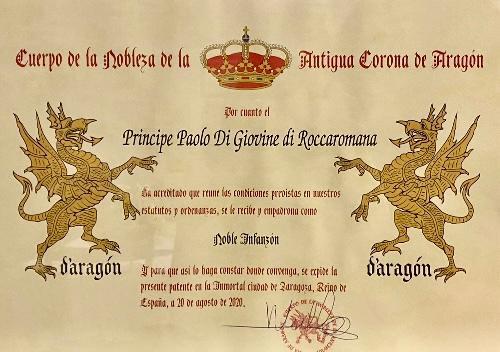 Cuerpo de la Nobleza de la Antigua Corona de Aragón
Por cuanto el
Principe Paolo Di Giovine di Roccaromana
Ha acreditado que reune las condiciones previstas en nuestros
estatutos y ordenanzas, se le recibe y empadrona como
Noble Infanzón
Y para que asi lo haga constar donde convenga, se expide la
presente patente en la Inmortal ciudad de Zaragoza, Reino de
España, a 20 de agosto de 2020.
d'aragón
d'aragón